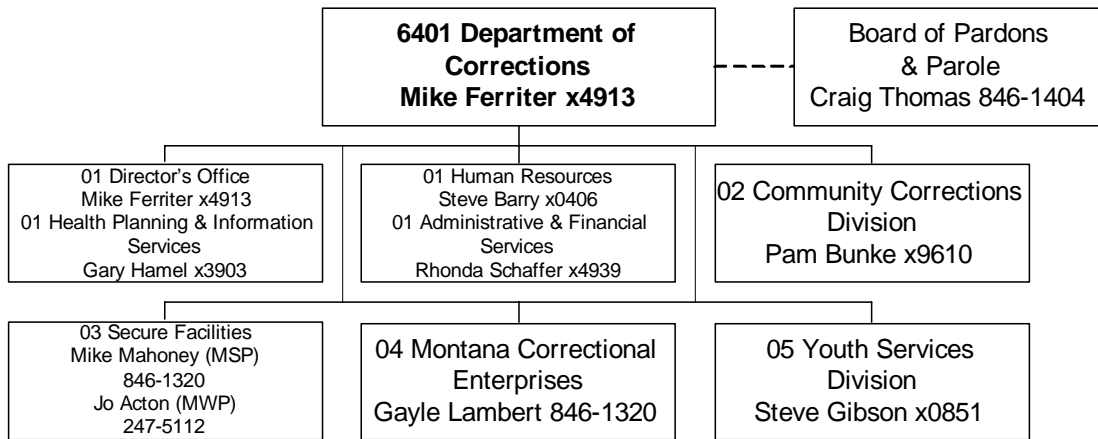 6401 Department of
Corrections
Mike Ferriter x4913
Board of Pardons
& Parole
Craig Thomas 846-1404
01 Director's Office
Mike Ferriter x4913
01 Health Planning & Information
Services
Gary Hamel x3903
01 Human Resources
Steve Barry x0406
01 Administrative & Financial
Services
Rhonda Schaffer x4939
02 Community Corrections
Division
Pam Bunke x9610
03 Secure Facilities
Mike Mahoney (MSP)
846-1320
Jo Acton (MWP)
247-5112
04 Montana Correctional
Enterprises
Gayle Lambert 846-1320
05 Youth Services
Division
Steve Gibson x0851